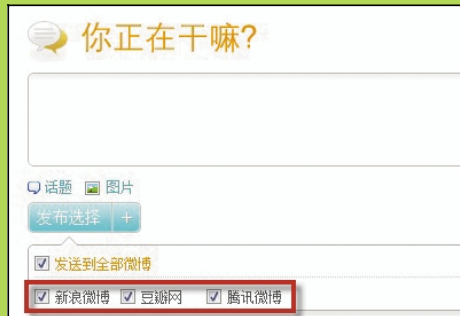 你正在干嘛?
话题 图片
发布选择 +
发送到全部微博
新浪微博 豆瓣网 腾讯微博